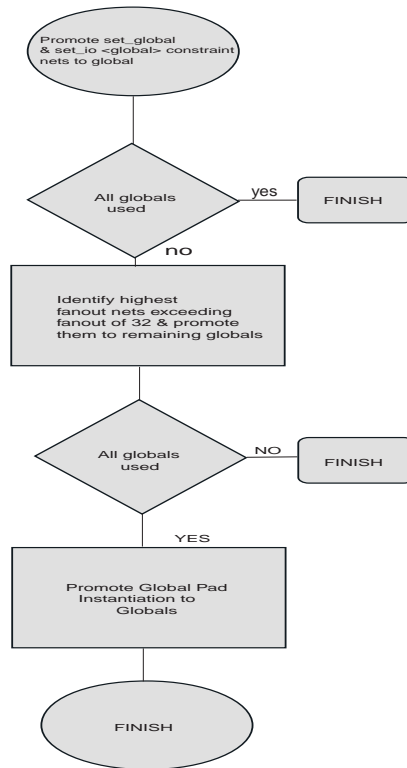 Promote set_global
& set_io <global> constraint
nets to global
All globals
used
yes
FINISH
no
Identify highest
fanout nets exceeding
fanout of 32 & promote
them to remaining globals
All globals
used
NO
FINISH
YES
Promote Global Pad
Instantiation to
Globals
FINISH